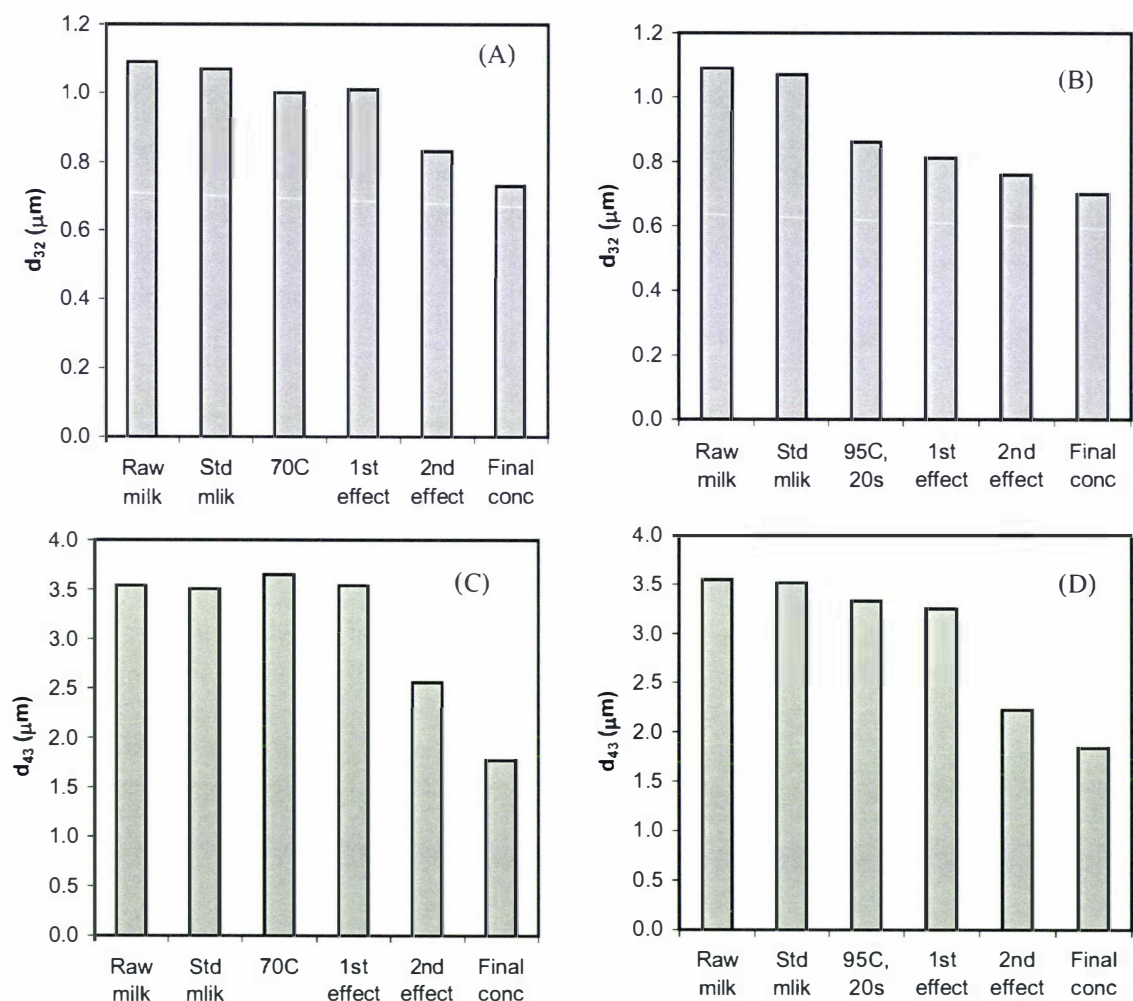 (A)
1.2
1.0
0.8
0.6
0.4
0.2
0.0
d₃₂ (μm)
Raw Std 70C 1st 2nd Final
milk mlik effect effect conc
(B)
1.2
1.0
0.8
0.6
0.4
0.2
0.0
d₃₂ (μm)
Raw Std 95C, 1st 2nd Final
milk mlik 20s effect effect conc
(C)
4.0
3.5
3.0
2.5
2.0
1.5
1.0
0.5
0.0
d₄₃ (μm)
Raw Std 70C 1st 2nd Final
milk mlik effect effect conc
(D)
4.0
3.5
3.0
2.5
2.0
1.5
1.0
0.5
0.0
d₄₃ (μm)
Raw Std 95C, 1st 2nd Final
milk mlik 20s effect effect conc